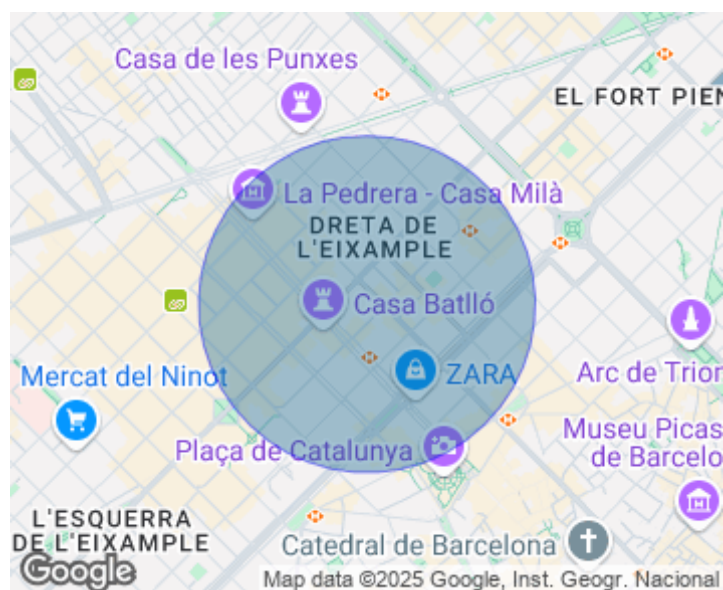 Casa de les Punxes
EL FORT PIEN
La Pedrera - Casa Milà
DRETA DE
L'EIXAMPLE
Casa Batlló
ZARA
Arc de Trion
Mercat del Ninot
Plaça de Catalunya
Museu Picas
de Barcelo
L'ESQUERRA
DE L'EIXAMPLE
Catedral de Barcelona
Google
Map data ©2025 Google, Inst. Geogr. Nacional